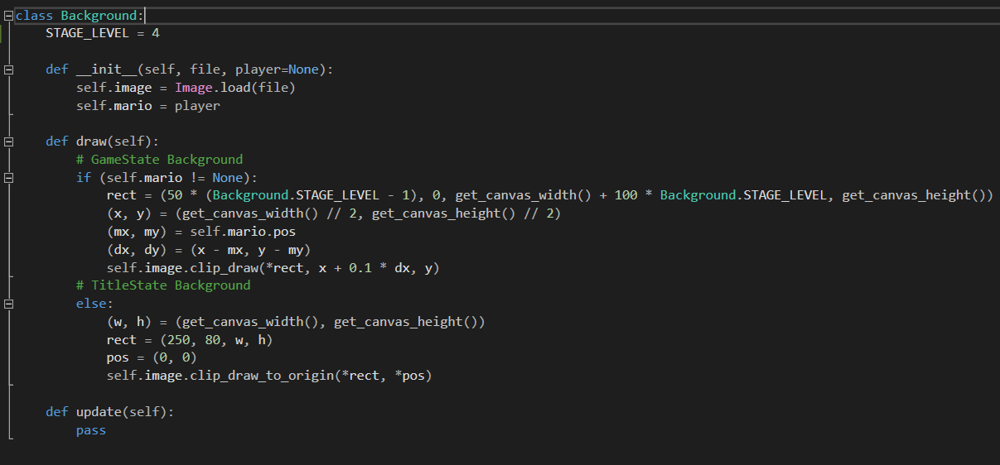 class Background:
    STAGE_LEVEL = 4
    def __init__(self, file, player=None):
        self.image = Image.load(file)
        self.mario = player
    def draw(self):
        # GameState Background
        if (self.mario != None):
            rect = (50 * (Background.STAGE_LEVEL - 1), 0, get_canvas_width() + 100 * Background.STAGE_LEVEL, get_canvas_height())
            (x, y) = (get_canvas_width() // 2, get_canvas_height() // 2)
            (mx, my) = self.mario.pos
            (dx, dy) = (x - mx, y - my)
            self.image.clip_draw(*rect, x + 0.1 * dx, y)
        # TitleState Background
        else:
            (w, h) = (get_canvas_width(), get_canvas_height())
            rect = (250, 80, w, h)
            pos = (0, 0)
            self.image.clip_draw_to_origin(*rect, *pos)
    def update(self):
        pass